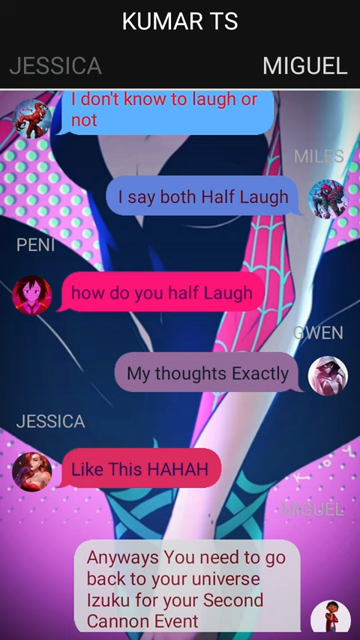 KUMAR TS
JESSICA MIGUEL
I don't know to laugh or
not
MILES
I say both Half Laugh
PENI
how do you half Laugh
GWEN
My thoughts Exactly
JESSICA
Like This HAHAH
MIGUEL
Anyways You need to go
back to your universe
Izuku for your Second
Cannon Event